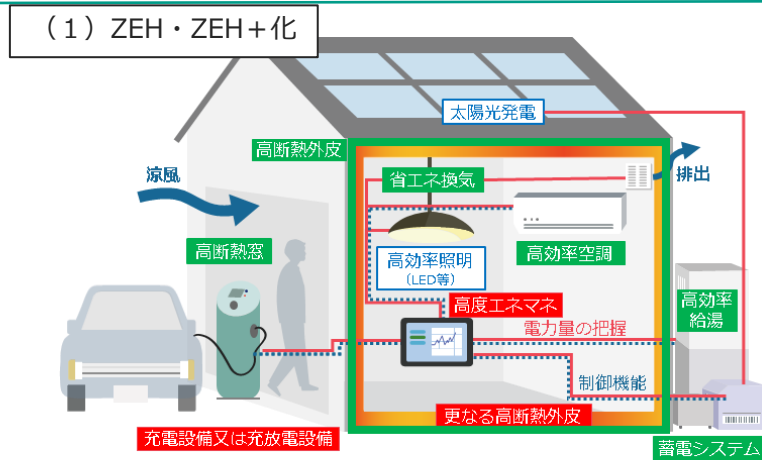 （１）ZEH・ZEH＋化
太陽光発電
高断熱外皮
涼風
省エネ換気
排出
高断熱窓
高効率照明
（LED等）
高効率空調
高度エネマネ
高効率
給湯
電力量の把握
制御機能
更なる高断熱外皮
充電設備又は充放電設備
蓄電システム